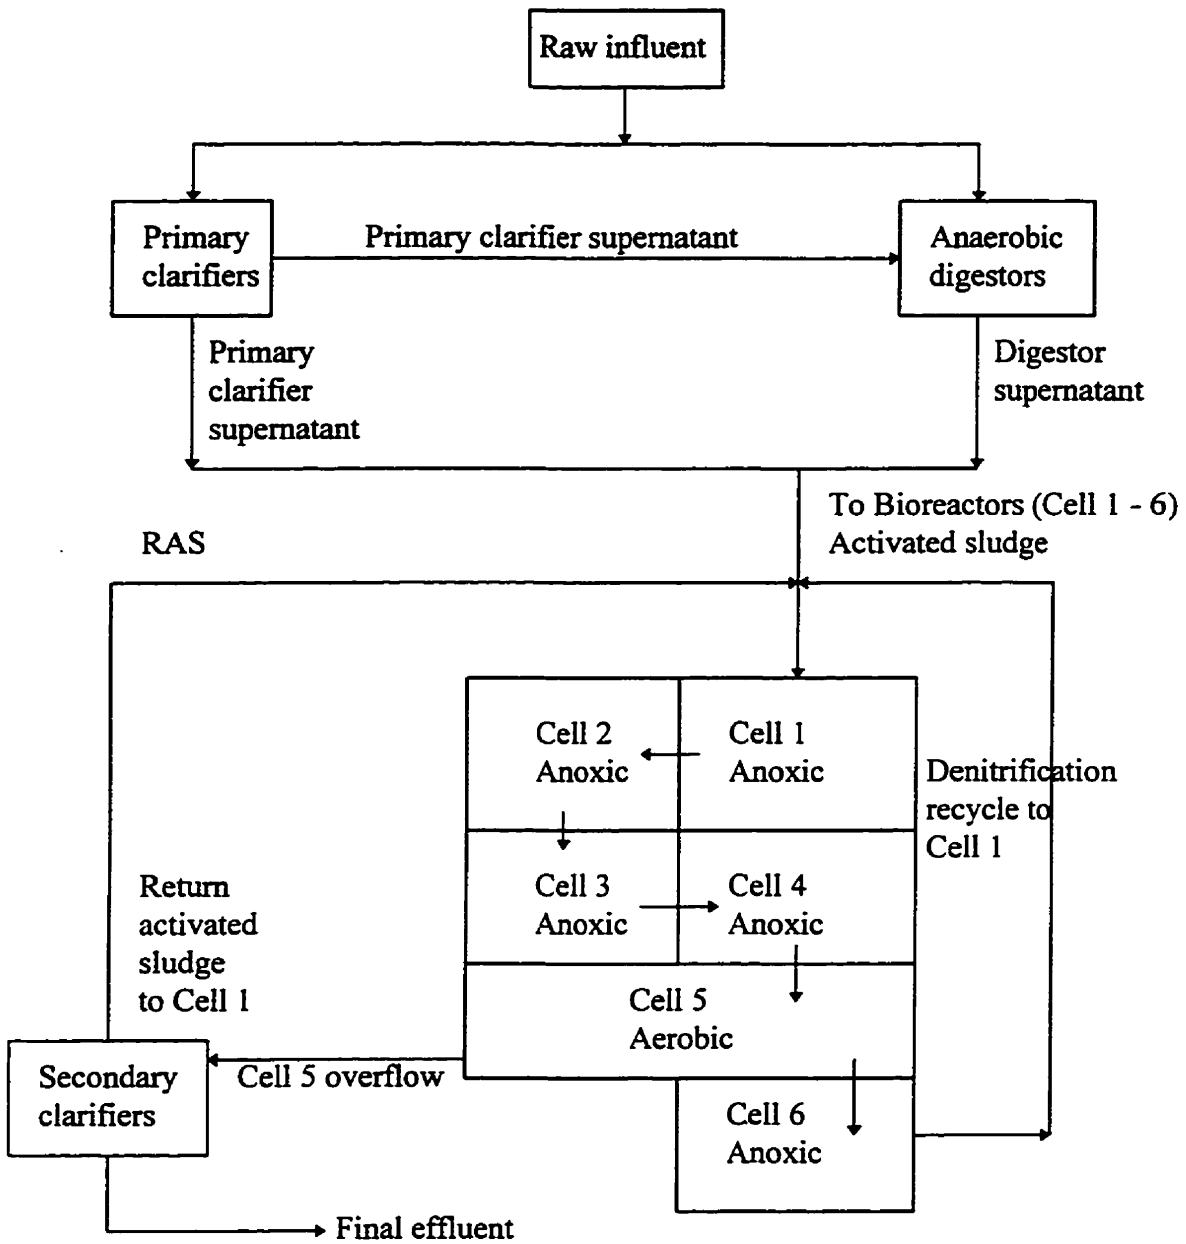 Raw influent
Primary
clarifiers
Primary clarifier supernatant
Anaerobic
digestors
Primary
clarifier
supernatant
Digestor
supernatant
To Bioreactors (Cell 1 - 6)
Activated sludge
RAS
Cell 2
Anoxic
Cell 1
Anoxic
Denitrification
recycle to
Cell 1
Cell 3
Anoxic
Cell 4
Anoxic
Return
activated
sludge
to Cell 1
Cell 5
Aerobic
Secondary
clarifiers
Cell 5 overflow
Cell 6
Anoxic
Final effluent